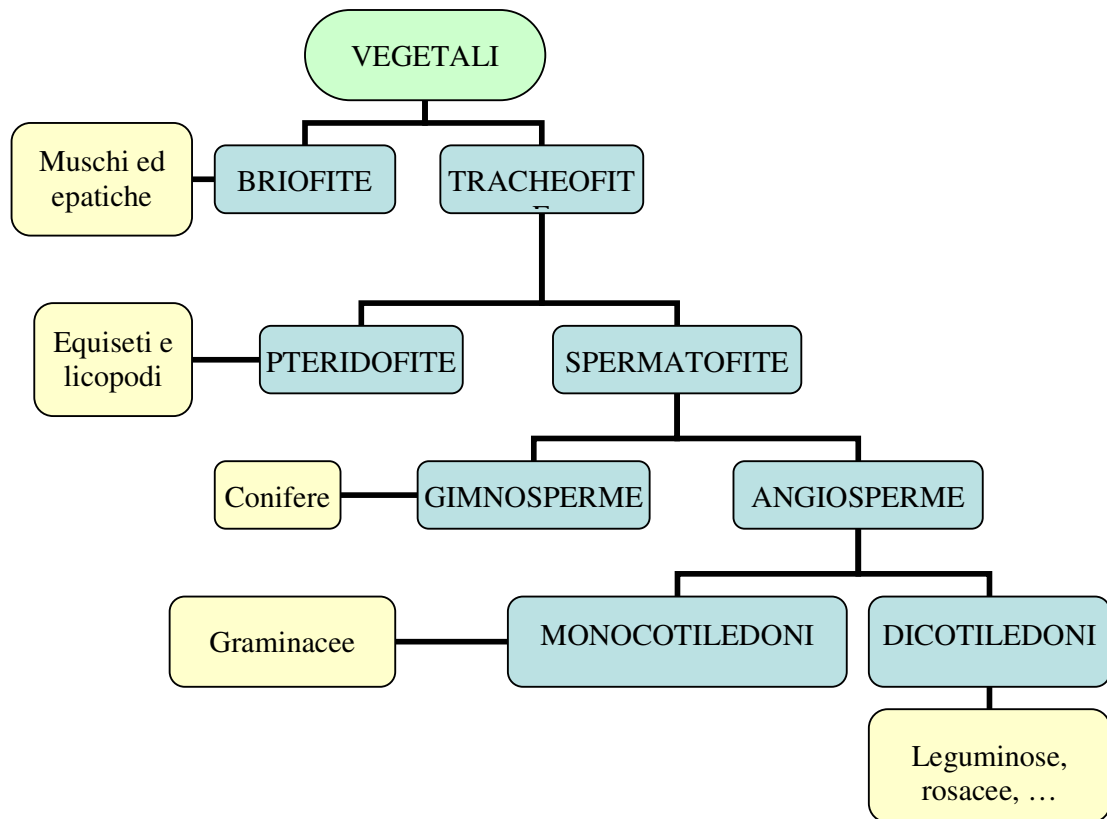 VEGETALI
Muschi ed
epatiche
BRIOFITE
TRACHEOFIT
E
Equiseti e
licopodi
PTERIDOFITE
SPERMATOFITE
Conifere
GIMNOSPERME
ANGIOSPERME
Graminacee
MONOCOTILEDONI
DICOTILEDONI
Leguminose,
rosacee, …